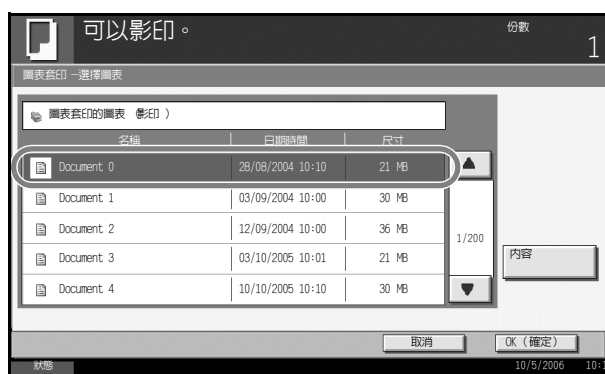 可以影印。
份數
1
圖表套印 -選擇圖表
圖表套印的圖表 (影印 )
名稱 日期時間 尺寸
Document 0 28/08/2004 10:10 21 MB
Document 1 03/09/2004 10:00 30 MB
Document 2 12/09/2004 10:00 36 MB
Document 3 03/10/2005 10:01 21 MB
Document 4 10/10/2005 10:10 30 MB
1/200
內容
取消
OK (確定)
狀態
10/5/2006 10:1